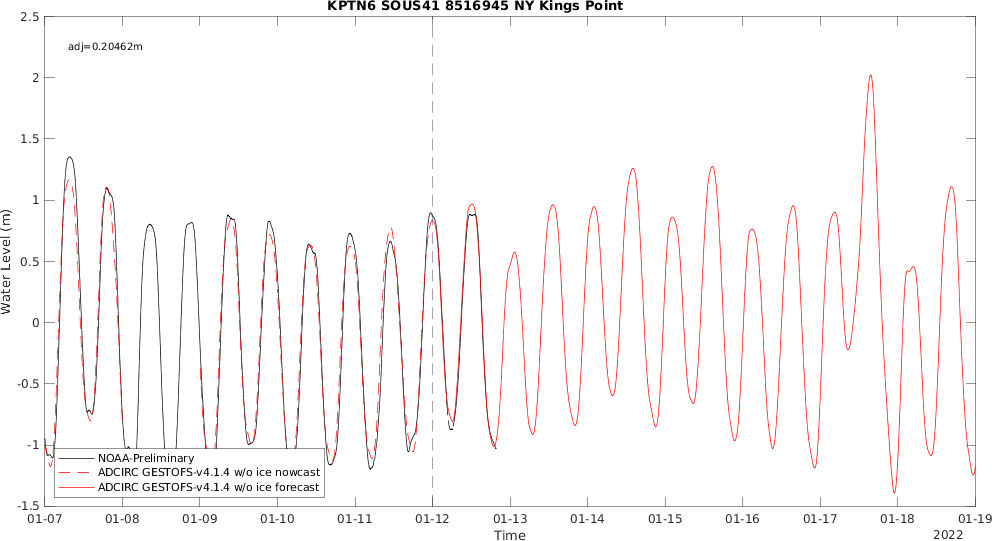 KPTN6 SOUS41 8516945 NY Kings Point
adj=0.20462m
2.5
2
1.5
1
0.5
0
-0.5
-1
-1.5
Water Level (m)
NOAA-Preliminary
ADCIRC GESTOFS-v4.1.4 w/o ice nowcast
ADCIRC GESTOFS-v4.1.4 w/o ice forecast
01-07 01-08 01-09 01-10 01-11 01-12 01-13 01-14 01-15 01-16 01-17 01-18 01-19
Time
2022